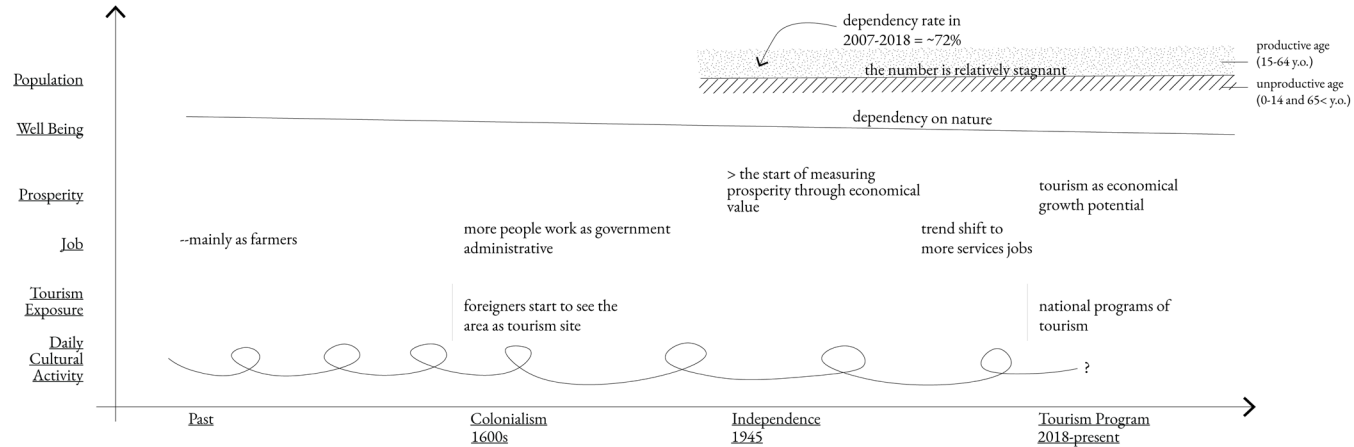 dependency rate in
2007-2018 = ~72%
productive age
(15-64 y.o.)
Population
the number is relatively stagnant
unproductive age
(0-14 and 65< y.o.)
Well Being
dependency on nature
Prosperity
> the start of measuring
prosperity through economical
value
tourism as economical
growth potential
Job
--mainly as farmers
more people work as government
administrative
trend shift to
more services jobs
Tourism
Exposure
foreigners start to see the
area as tourism site
national programs of
tourism
Daily
Cultural
Activity
?
Past
Colonialism
1600s
Independence
1945
Tourism Program
2018-present